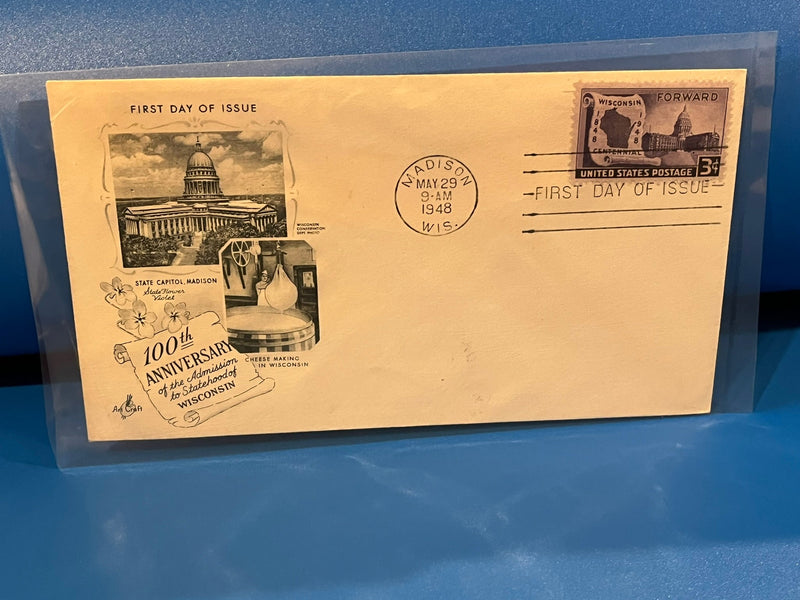 FIRST DAY OF ISSUE
WISCONSIN
CONSERVATION
DEPT. PHOTO
STATE CAPITOL, MADISON
State Flower
Violet
CHEESE MAKING
IN WISCONSIN
100th
ANNIVERSARY
of the Admission
to Statehood of
WISCONSIN
Art Craft
MADISON
MAY 29
9-AM
1948
WIS.
WISCONSIN FORWARD
1848 1948
CENTENNIAL
UNITED STATES POSTAGE 3¢
FIRST DAY OF ISSUE